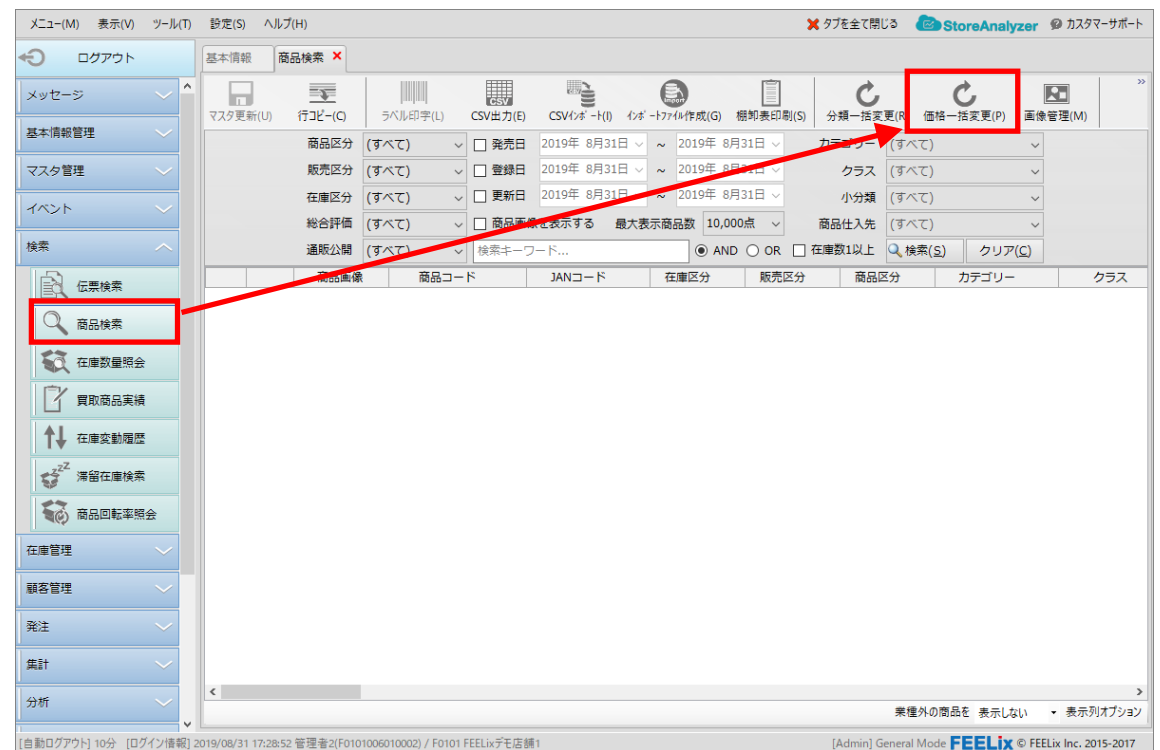 メニュー(M) 表示(V) ツール(T) 設定(S) ヘルプ(H) タブを全て閉じる StoreAnalyzer カスタマーサポート
ログアウト
基本情報 商品検索
メッセージ
基本情報管理
マスタ管理
イベント
検索
伝票検索
商品検索
在庫数量照会
買取商品実績
在庫変動履歴
滞留在庫検索
商品回転率照会
在庫管理
顧客管理
発注
集計
分析
マスタ更新(U) 行コピー(C) ラベル印字(L) CSV出力(E) CSVインポート(I) インポートファイル作成(G) 棚卸表印刷(S) 分類一括変更(R 価格一括変更(P) 画像管理(M)
商品区分 (すべて) 発売日 2019年 8月31日 ~ 2019年 8月31日 カテゴリー (すべて)
販売区分 (すべて) 登録日 2019年 8月31日 ~ 2019年 8月31日 クラス (すべて)
在庫区分 (すべて) 更新日 2019年 8月31日 ~ 2019年 8月31日 小分類 (すべて)
総合評価 (すべて) 商品画像を表示する 最大表示商品数 10,000点 商品仕入先 (すべて)
通販公開 (すべて) 検索キーワード... AND OR 在庫数1以上 検索(S) クリア(C)
商品画像 商品コード JANコード 在庫区分 販売区分 商品区分 カテゴリー クラス
業種外の商品を 表示しない 表示列オプション
[自動ログアウト] 10分 [ログイン情報] 2019/08/31 17:28:52 管理者2(F0101006010002) / F0101 FEELixデモ店舗1 [Admin] General Mode FEELiX © FEELix Inc. 2015-2017